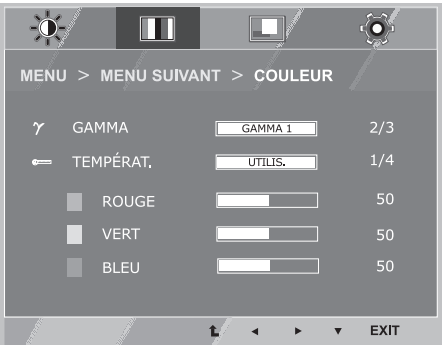 MENU > MENU SUIVANT > COULEUR
γ GAMMA GAMMA 1 2/3
TEMPÉRAT. UTILIS. 1/4
ROUGE 50
VERT 50
BLEU 50
EXIT